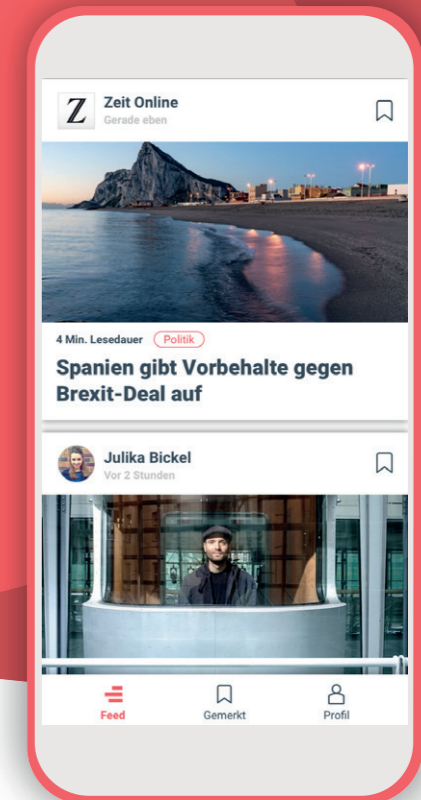 Z
Zeit Online
Gerade eben
4 Min. Lesedauer Politik
Spanien gibt Vorbehalte gegen
Brexit-Deal auf
Julika Bickel
Vor 2 Stunden
Feed Gemerkt Profil